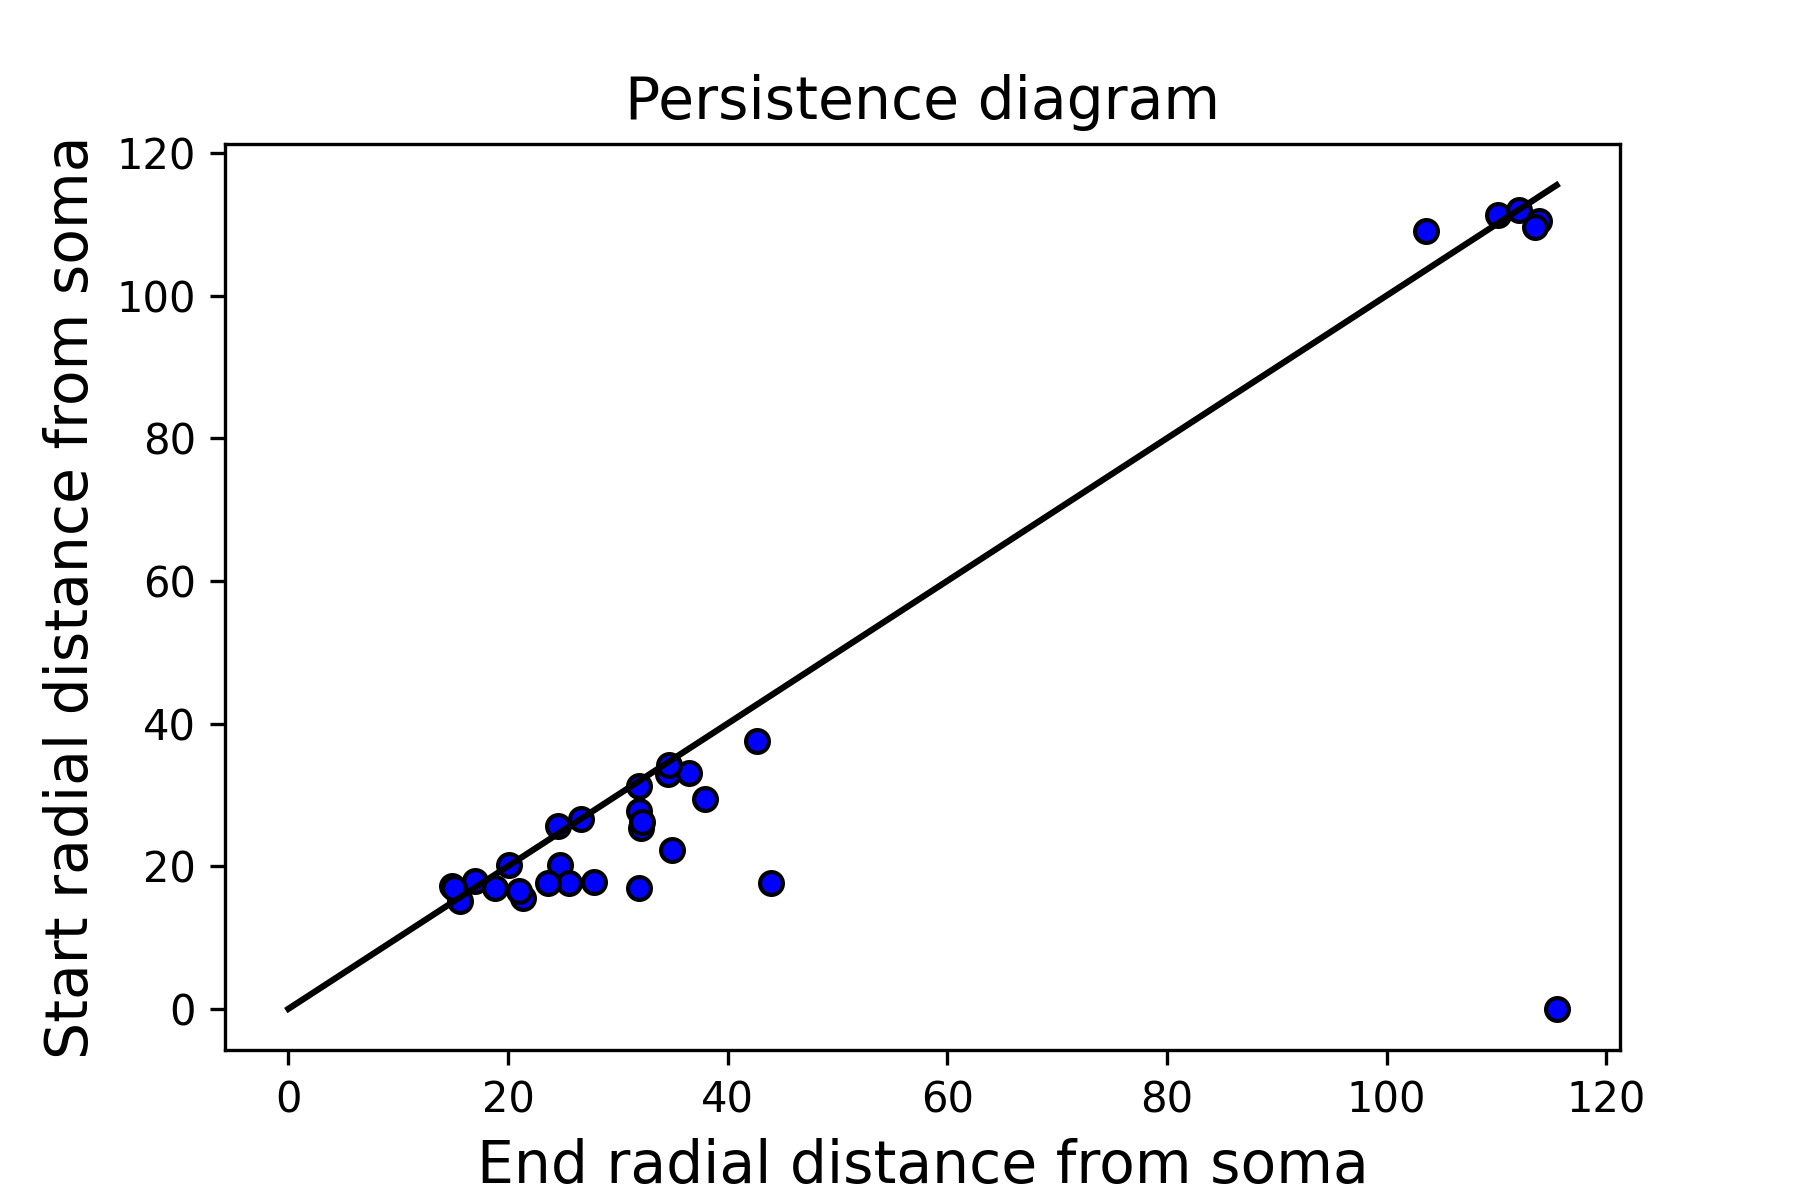 Persistence diagram
Start radial distance from soma
120
100
80
60
40
20
0
0 20 40 60 80 100 120
End radial distance from soma